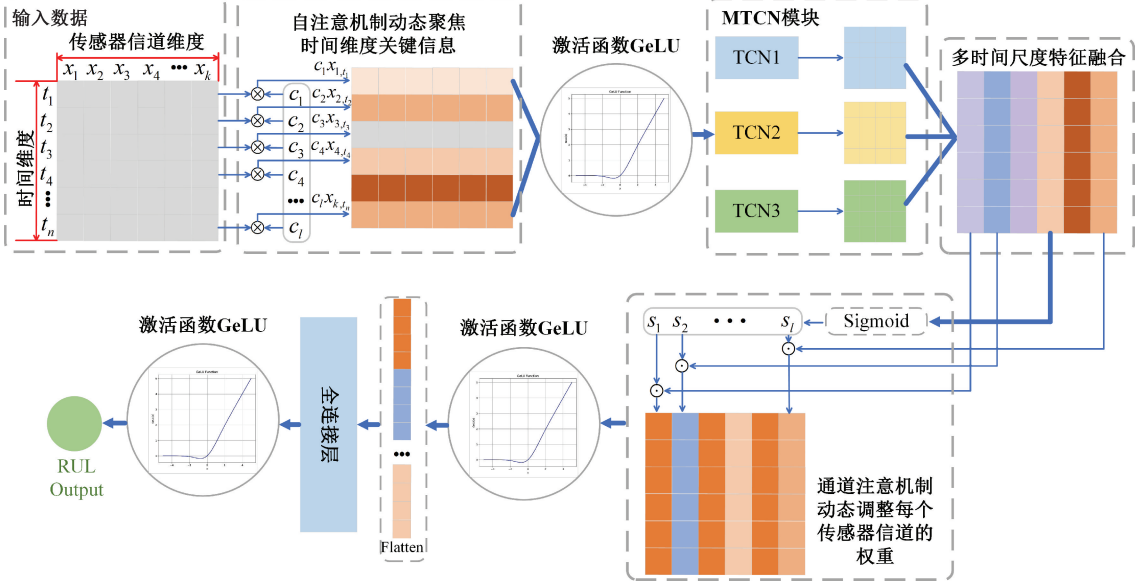 输入数据
传感器信道维度
x1 x2 x3 x4 ••• xk
时间维度
t1
t2
t3
t4
•••
tn
自注意机制动态聚焦
时间维度关键信息
c1x1,t1
c1 c2x2,t2
c2 c3x3,t3
c3 c4x4,t4
c4
••• clxk,tn
cl
激活函数GeLU
GeLU Function
MTCN模块
TCN1
TCN2
TCN3
多时间尺度特征融合
s1 s2 ••• sl
Sigmoid
通道注意机制
动态调整每个
传感器信道的
权重
激活函数GeLU
GeLU Function
•••
Flatten
全连接层
激活函数GeLU
GeLU Function
RUL
Output